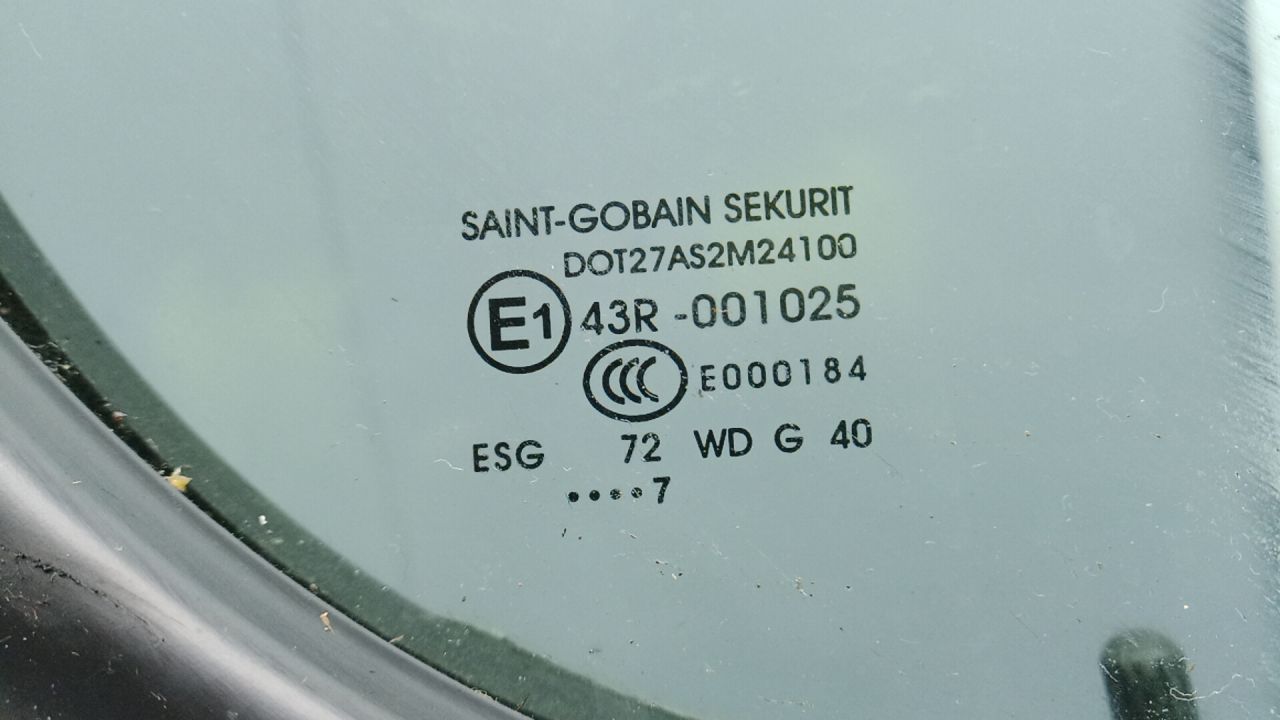 SAINT-GOBAIN SEKURIT
DOT27AS2M24100
E1 43R -001025
CCC E000184
ESG 72 WD G 40
....7